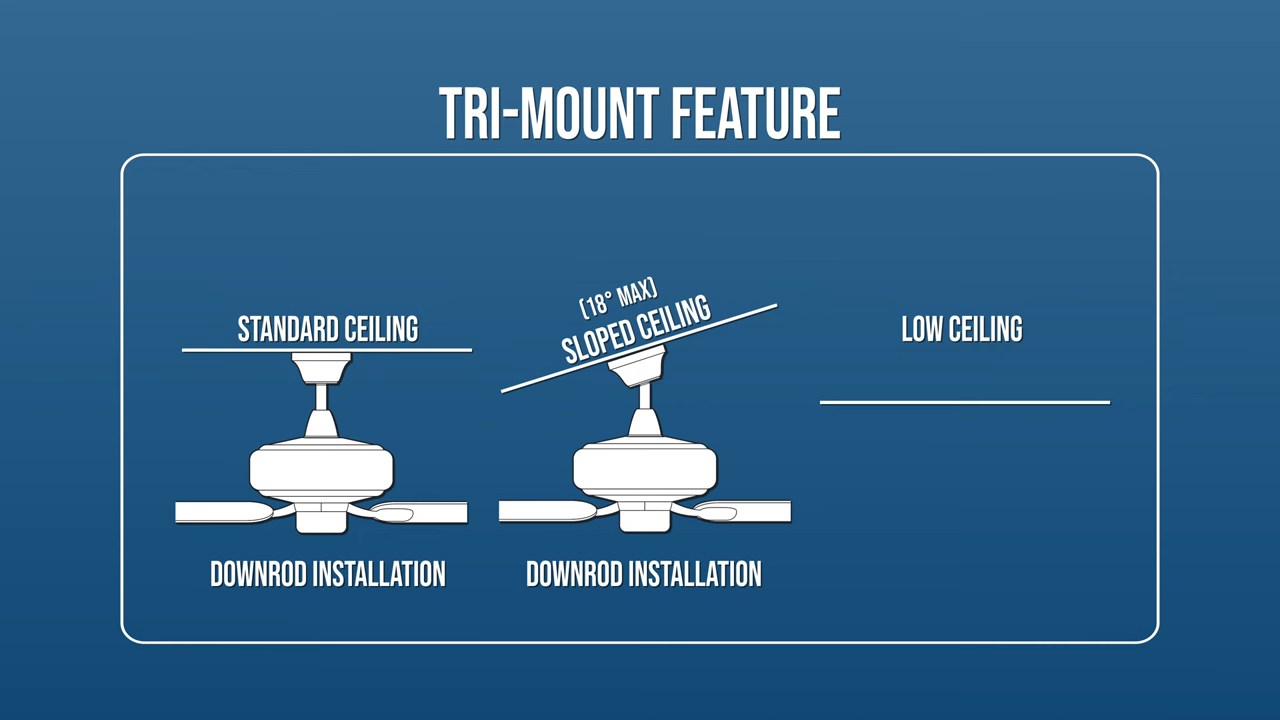 TRI-MOUNT FEATURE
STANDARD CEILING
DOWNROD INSTALLATION
(18° MAX)
SLOPED CEILING
DOWNROD INSTALLATION
LOW CEILING